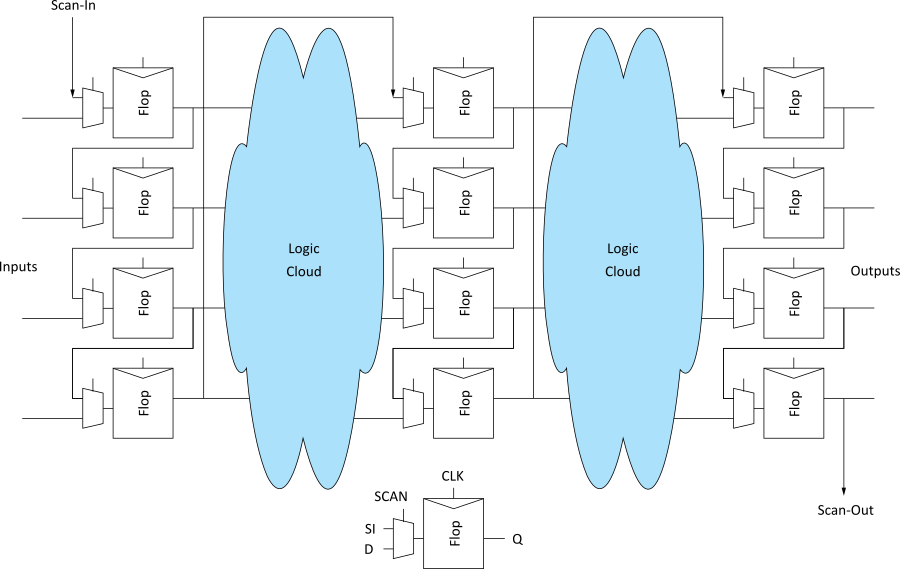 Scan-In
Flop
Flop
Flop
Flop
Flop
Flop
Flop
Flop
Flop
Inputs
Logic
Cloud
Logic
Cloud
Outputs
Flop
Flop
Flop
CLK
SCAN
SI
D
Flop
Q
Scan-Out